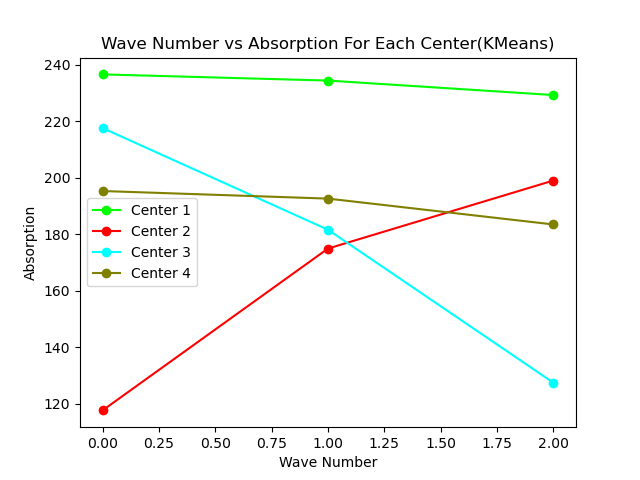 Wave Number vs Absorption For Each Center(KMeans)
Absorption
240
220
200
180
160
140
120
Center 1
Center 2
Center 3
Center 4
0.00 0.25 0.50 0.75 1.00 1.25 1.50 1.75 2.00
Wave Number